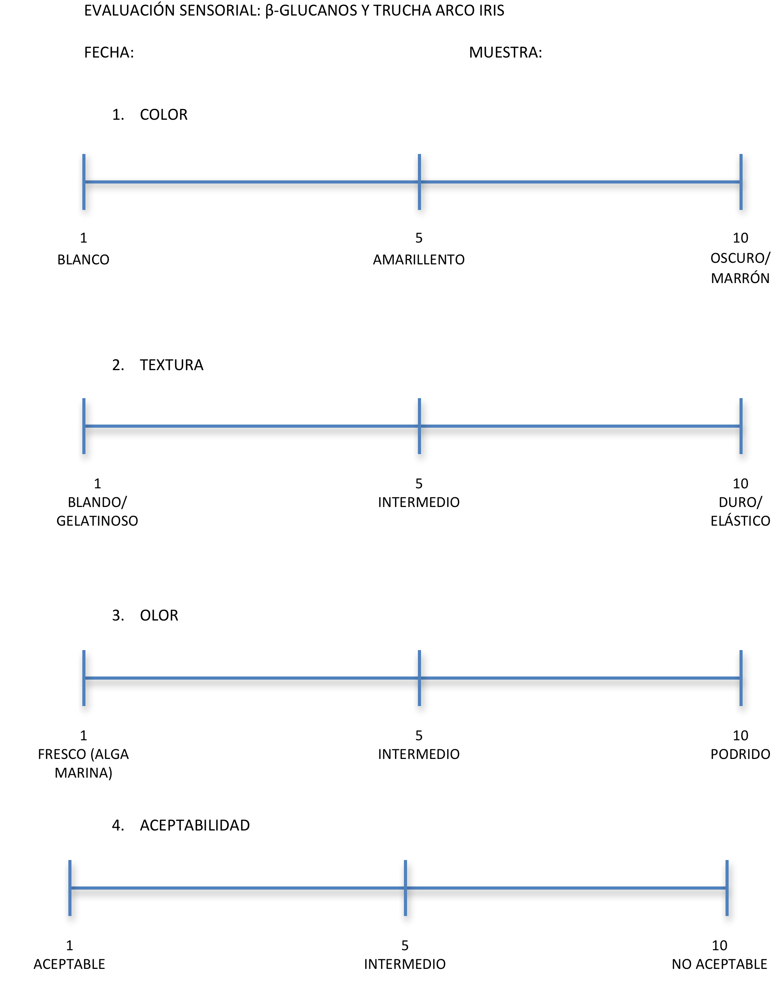 EVALUACIÓN SENSORIAL: β-GLUCANOS Y TRUCHA ARCO IRIS
FECHA: MUESTRA:
1. COLOR
1 5 10
BLANCO AMARILLENTO OSCURO/
MARRÓN
2. TEXTURA
1 5 10
BLANDO/ INTERMEDIO DURO/
GELATINOSO ELÁSTICO
3. OLOR
1 5 10
FRESCO (ALGA INTERMEDIO PODRIDO
MARINA)
4. ACEPTABILIDAD
1 5 10
ACEPTABLE INTERMEDIO NO ACEPTABLE